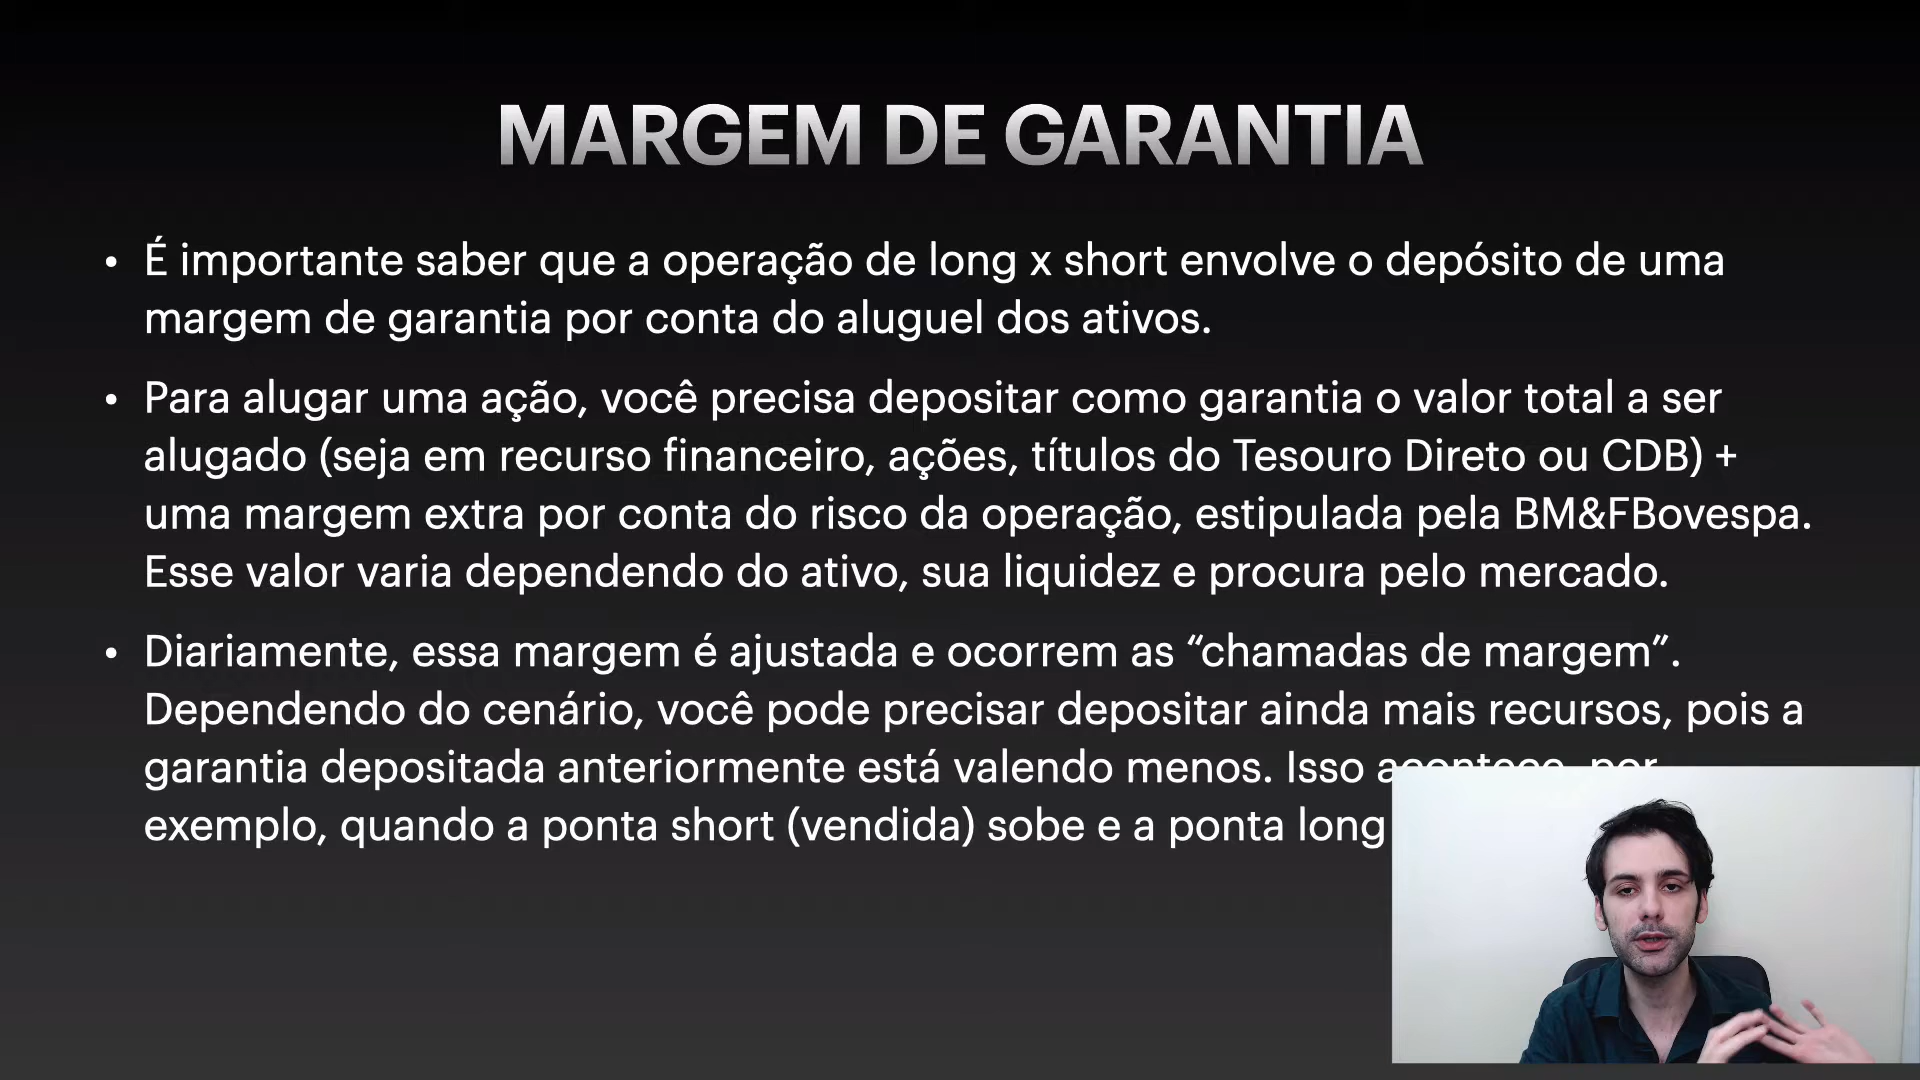 MARGEM DE GARANTIA
• É importante saber que a operação de long x short envolve o depósito de uma
margem de garantia por conta do aluguel dos ativos.
• Para alugar uma ação, você precisa depositar como garantia o valor total a ser
alugado (seja em recurso financeiro, ações, títulos do Tesouro Direto ou CDB) +
uma margem extra por conta do risco da operação, estipulada pela BM&FBovespa.
Esse valor varia dependendo do ativo, sua liquidez e procura pelo mercado.
• Diariamente, essa margem é ajustada e ocorrem as “chamadas de margem”.
Dependendo do cenário, você pode precisar depositar ainda mais recursos, pois a
garantia depositada anteriormente está valendo menos. Isso acontece, por
exemplo, quando a ponta short (vendida) sobe e a ponta long